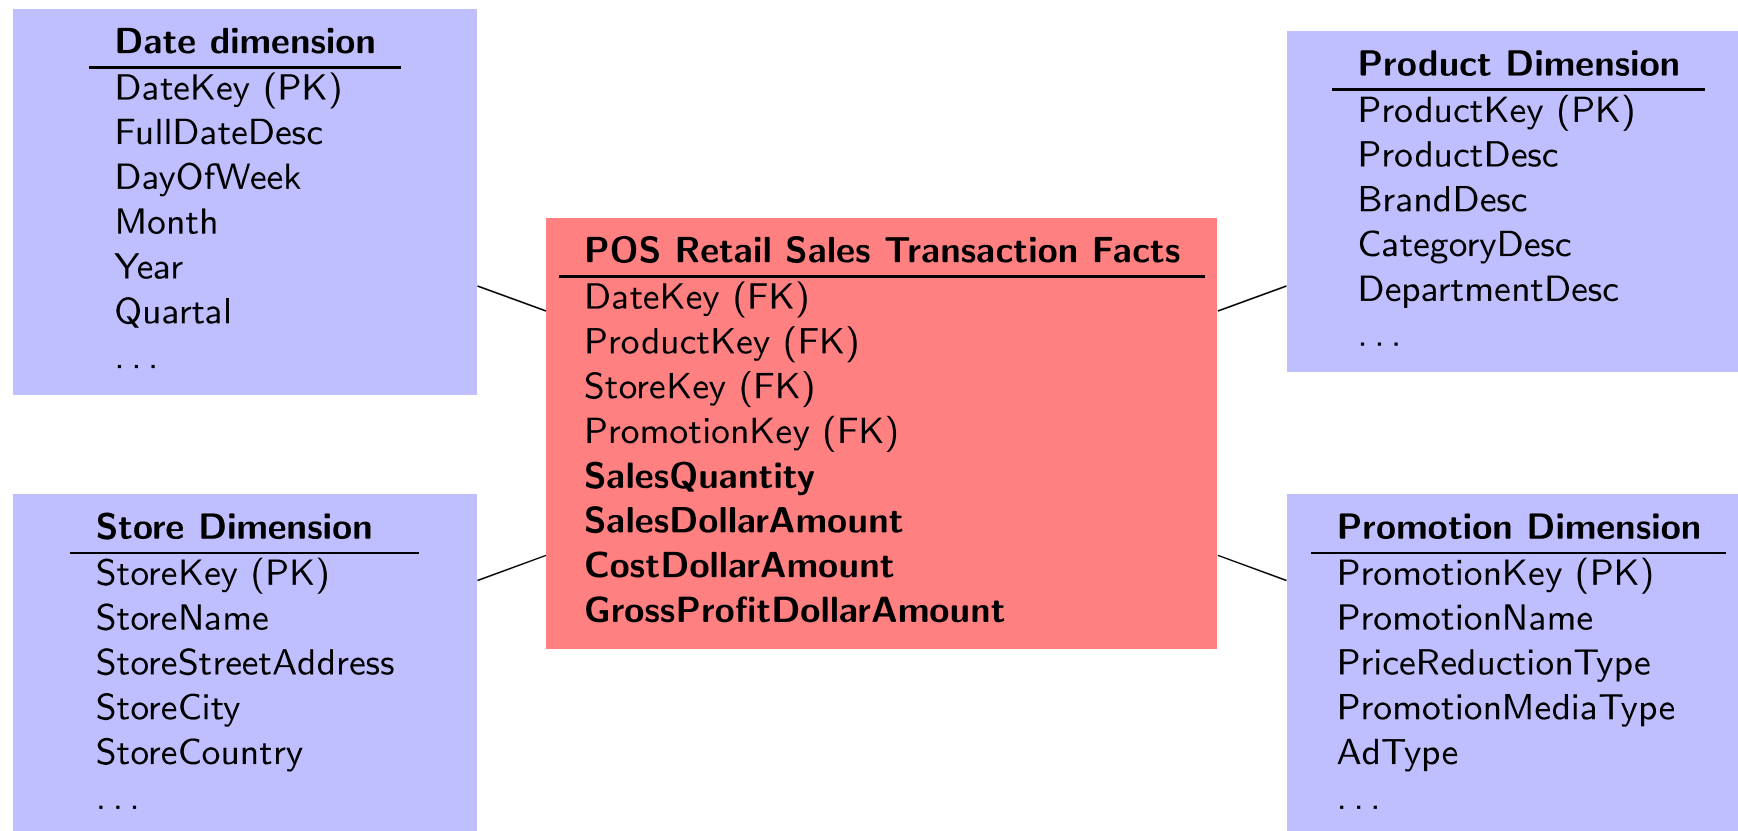 Date dimension
DateKey (PK)
FullDateDesc
DayOfWeek
Month
Year
Quartal
...
Store Dimension
StoreKey (PK)
StoreName
StoreStreetAddress
StoreCity
StoreCountry
...
POS Retail Sales Transaction Facts
DateKey (FK)
ProductKey (FK)
StoreKey (FK)
PromotionKey (FK)
SalesQuantity
SalesDollarAmount
CostDollarAmount
GrossProfitDollarAmount
Product Dimension
ProductKey (PK)
ProductDesc
BrandDesc
CategoryDesc
DepartmentDesc
...
Promotion Dimension
PromotionKey (PK)
PromotionName
PriceReductionType
PromotionMediaType
AdType
...